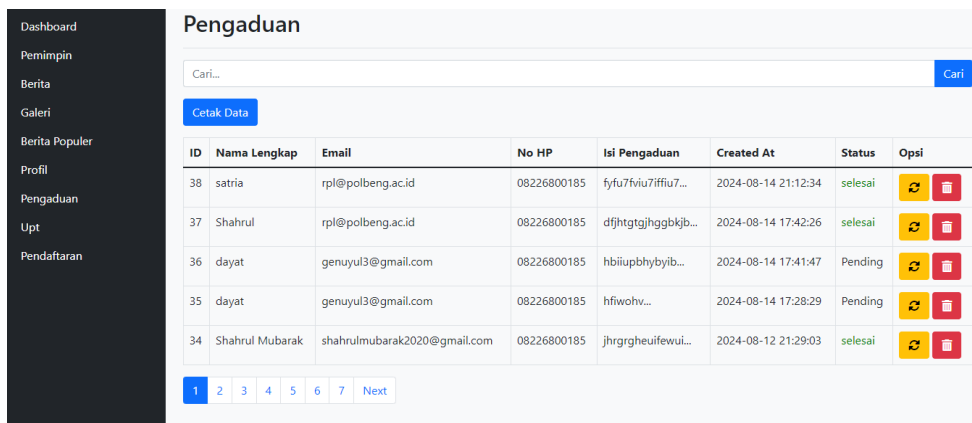 Dashboard
Pemimpin
Berita
Galeri
Berita Populer
Profil
Pengaduan
Upt
Pendaftaran
Pengaduan
Cari... Cari
Cetak Data
ID Nama Lengkap Email No HP Isi Pengaduan Created At Status Opsi
38 satria rpl@polbeng.ac.id 08226800185 fyfu7fviu7iffiu7... 2024-08-14 21:12:34 selesai
37 Shahrul rpl@polbeng.ac.id 08226800185 dfjhtgtgjhggbkjb... 2024-08-14 17:42:26 selesai
36 dayat genuyul3@gmail.com 08226800185 hbiiupbhybyib... 2024-08-14 17:41:47 Pending
35 dayat genuyul3@gmail.com 08226800185 hfiwohv... 2024-08-14 17:28:29 Pending
34 Shahrul Mubarak shahrulmubarak2020@gmail.com 08226800185 jhrgrgheuifewui... 2024-08-12 21:29:03 selesai
1 2 3 4 5 6 7 Next